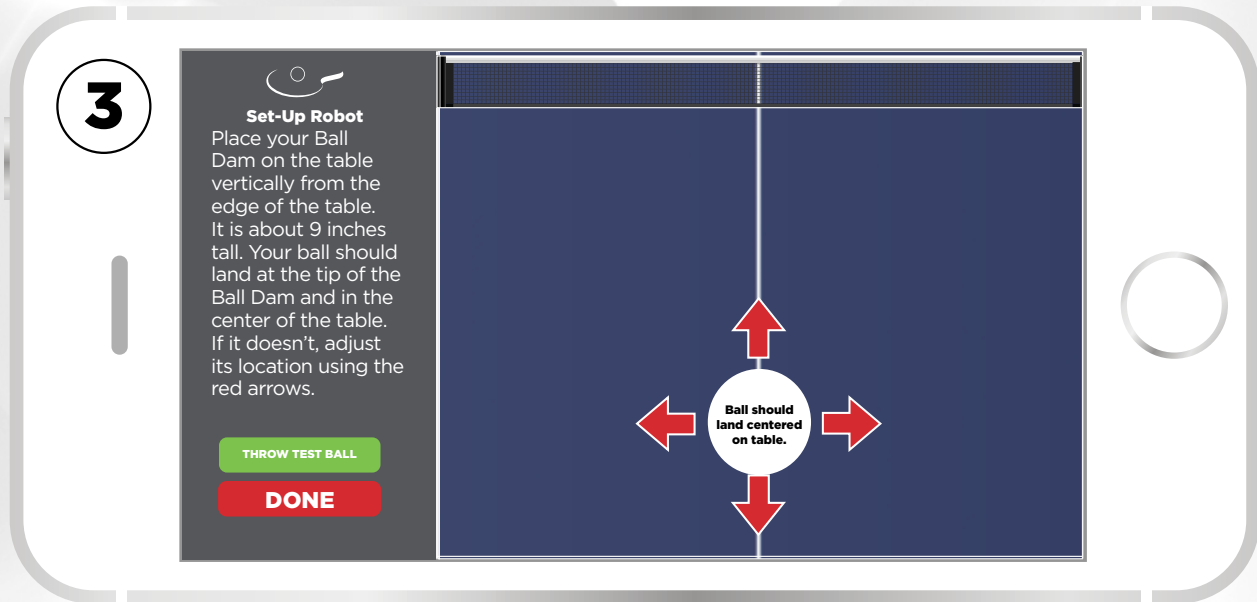 3
Set-Up Robot
Place your Ball
Dam on the table
vertically from the
edge of the table.
It is about 9 inches
tall. Your ball should
land at the tip of the
Ball Dam and in the
center of the table.
If it doesn’t, adjust
its location using the
red arrows.
THROW TEST BALL
DONE
Ball should
land centered
on table.